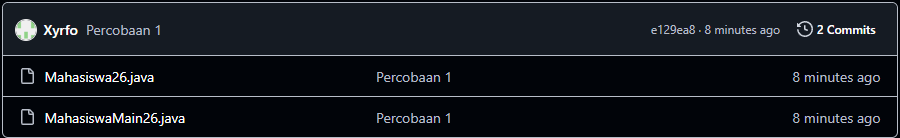 Xyrfo Percobaan 1 e129ea8 · 8 minutes ago 2 Commits
Mahasiswa26.java Percobaan 1 8 minutes ago
MahasiswaMain26.java Percobaan 1 8 minutes ago